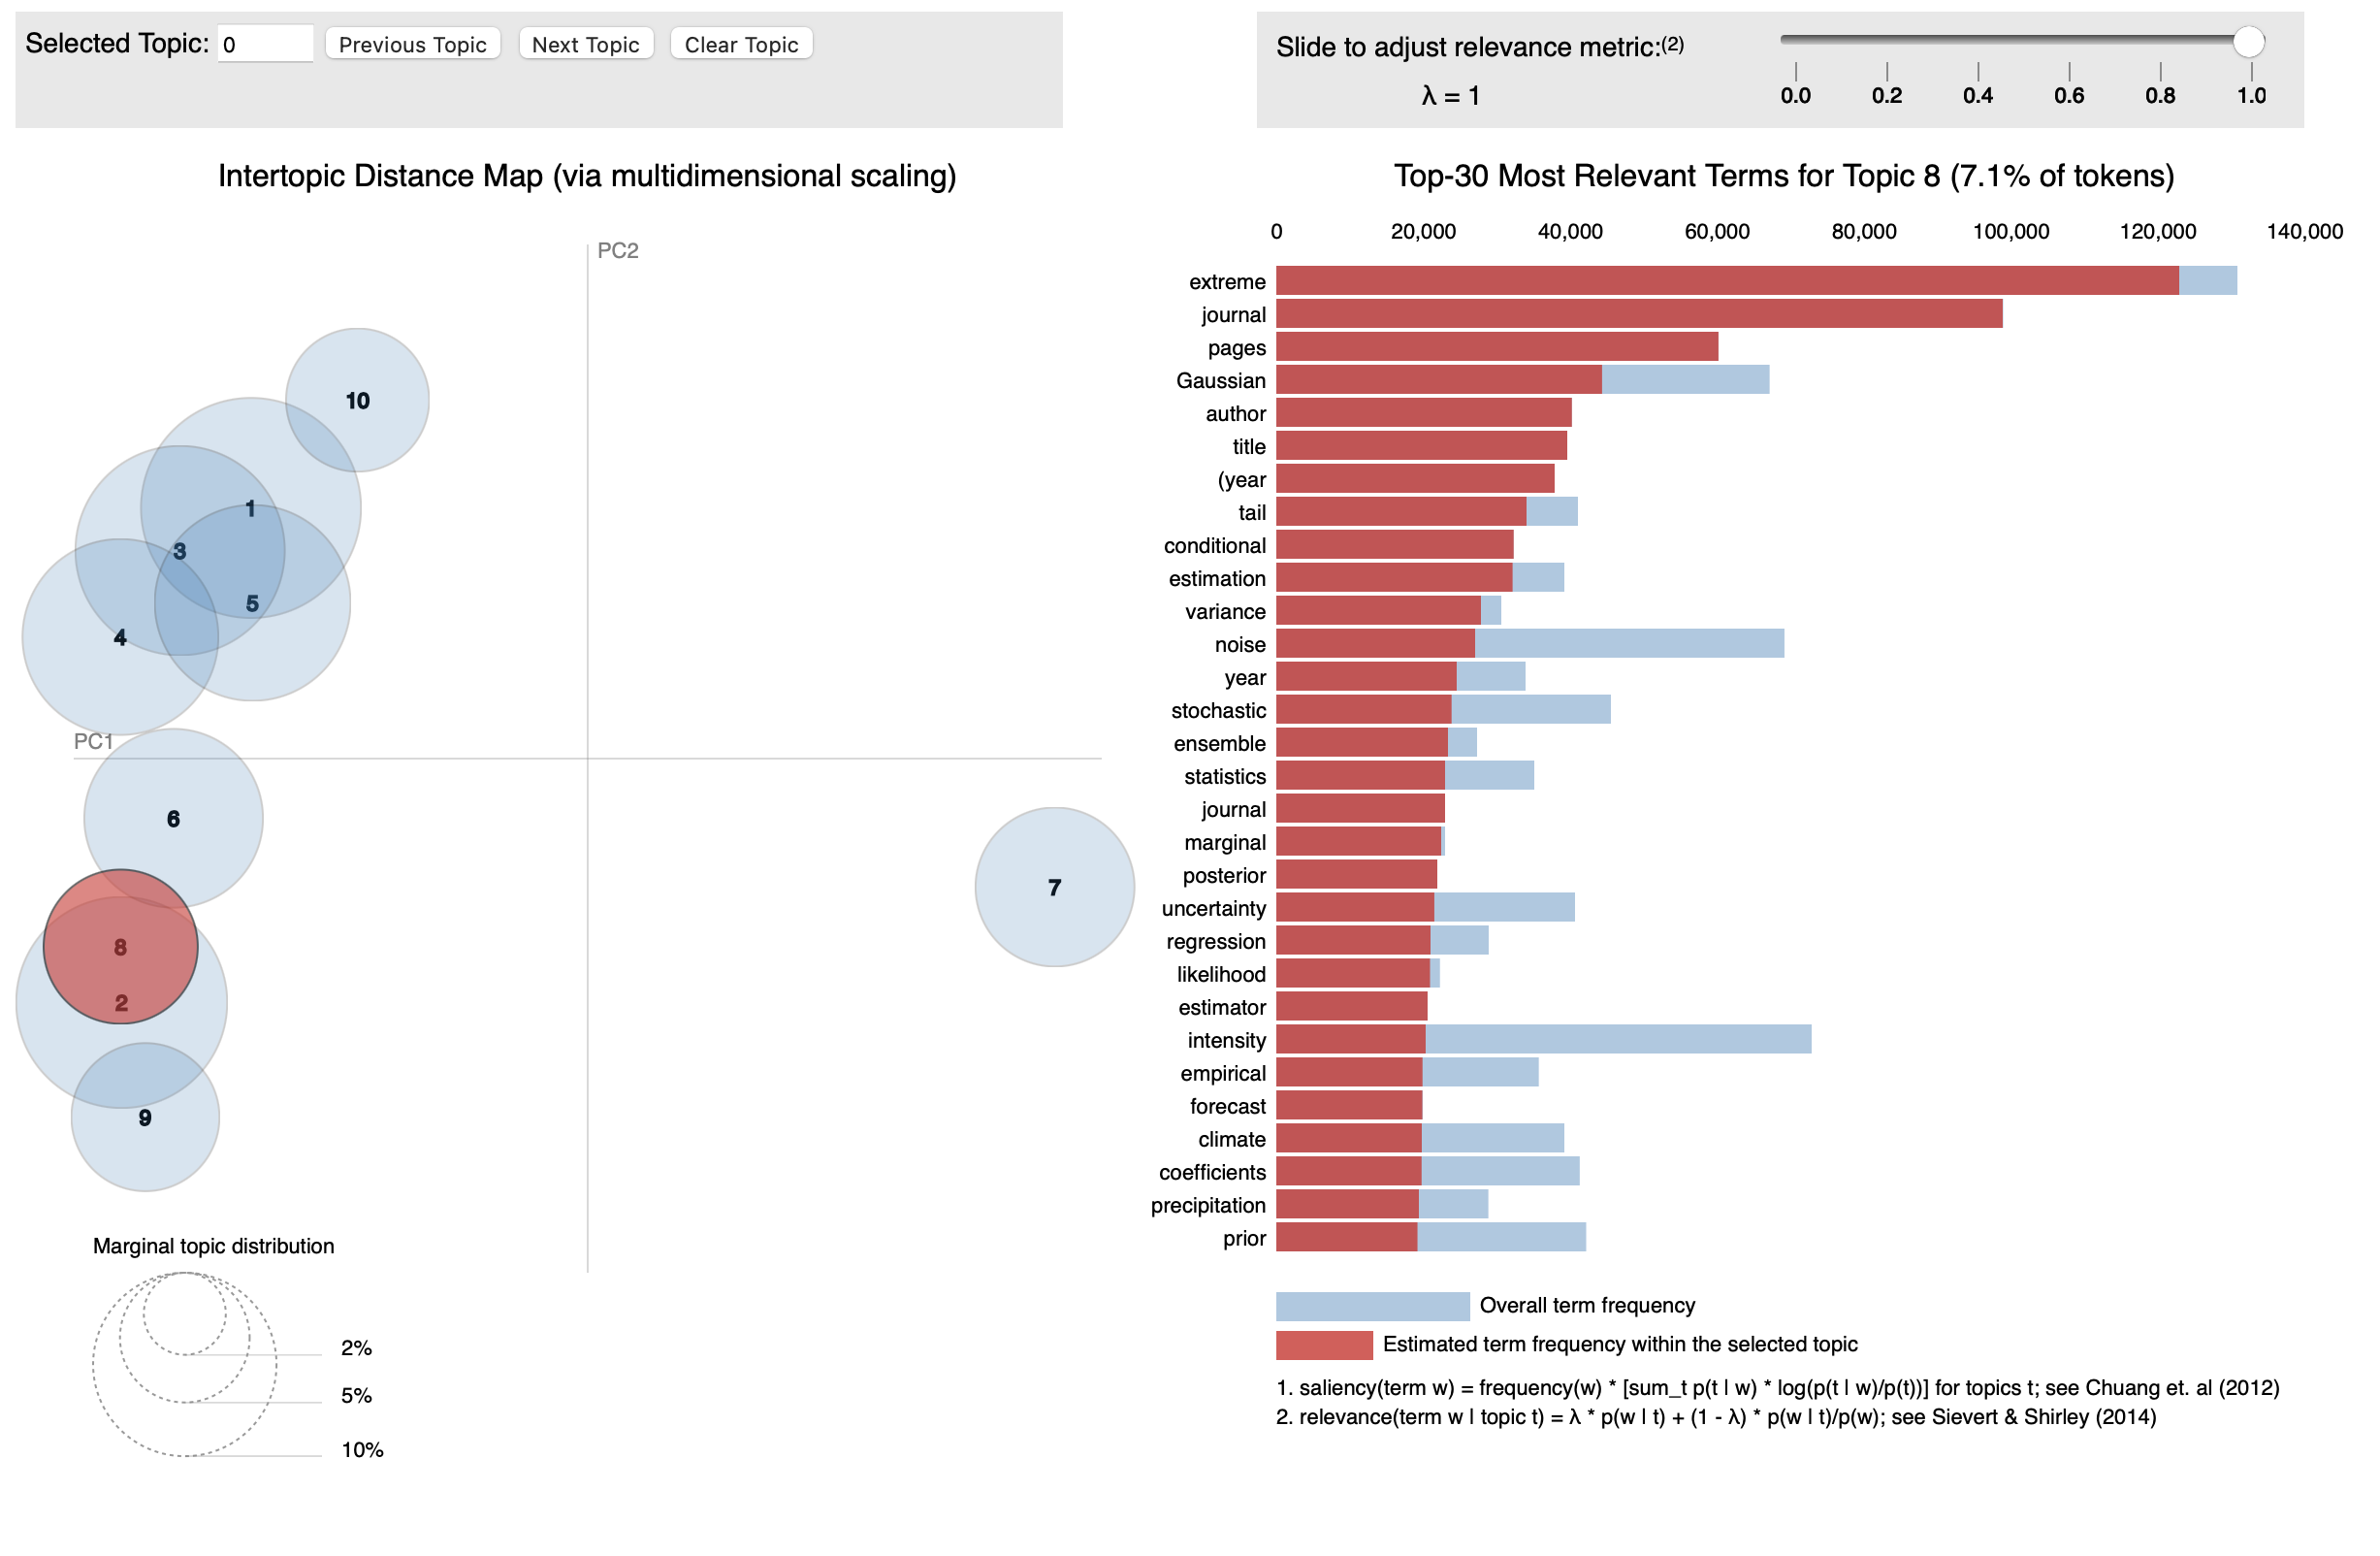 Selected Topic: 0 Previous Topic Next Topic Clear Topic
Slide to adjust relevance metric:(2)
λ = 1
0.0 0.2 0.4 0.6 0.8 1.0
Intertopic Distance Map (via multidimensional scaling)
PC2
10
1
3
5
4
PC1
6
7
8
2
9
Marginal topic distribution
2%
5%
10%
Top-30 Most Relevant Terms for Topic 8 (7.1% of tokens)
0 20,000 40,000 60,000 80,000 100,000 120,000 140,000
extreme
journal
pages
Gaussian
author
title
(year
tail
conditional
estimation
variance
noise
year
stochastic
ensemble
statistics
journal
marginal
posterior
uncertainty
regression
likelihood
estimator
intensity
empirical
forecast
climate
coefficients
precipitation
prior
Overall term frequency
Estimated term frequency within the selected topic
1. saliency(term w) = frequency(w) * [sum_t p(t | w) * log(p(t | w)/p(t))] for topics t; see Chuang et. al (2012)
2. relevance(term w | topic t) = λ * p(w | t) + (1 - λ) * p(w | t)/p(w); see Sievert & Shirley (2014)